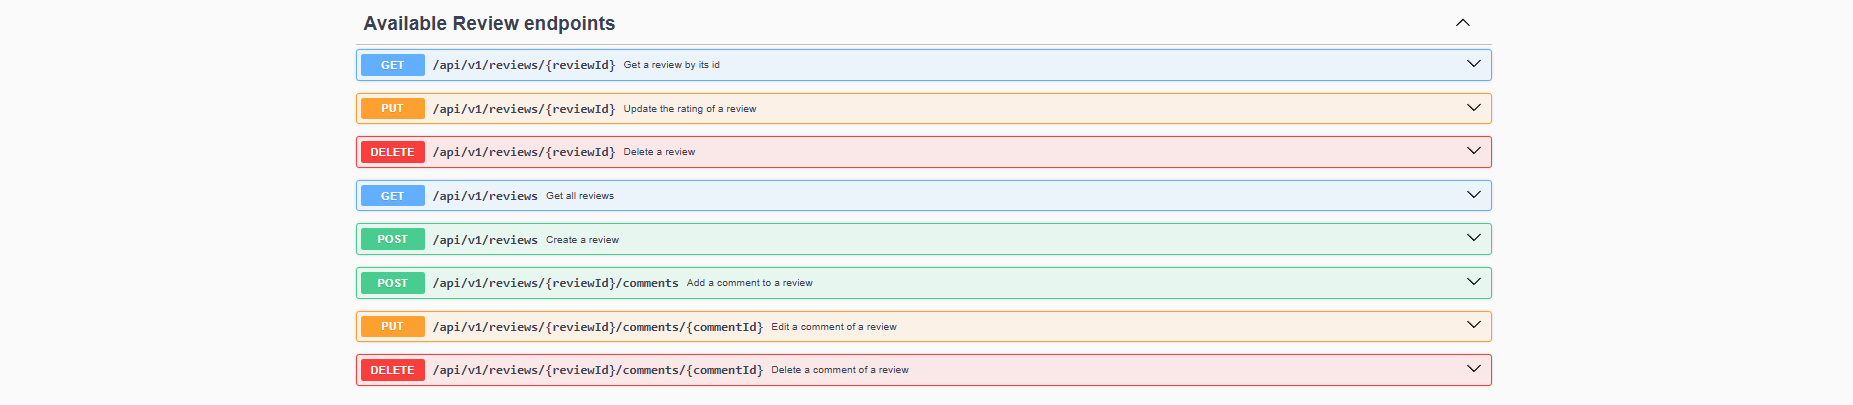 Available Review endpoints
GET /api/v1/reviews/{reviewId} Get a review by its id
PUT /api/v1/reviews/{reviewId} Update the rating of a review
DELETE /api/v1/reviews/{reviewId} Delete a review
GET /api/v1/reviews Get all reviews
POST /api/v1/reviews Create a review
POST /api/v1/reviews/{reviewId}/comments Add a comment to a review
PUT /api/v1/reviews/{reviewId}/comments/{commentId} Edit a comment of a review
DELETE /api/v1/reviews/{reviewId}/comments/{commentId} Delete a comment of a review